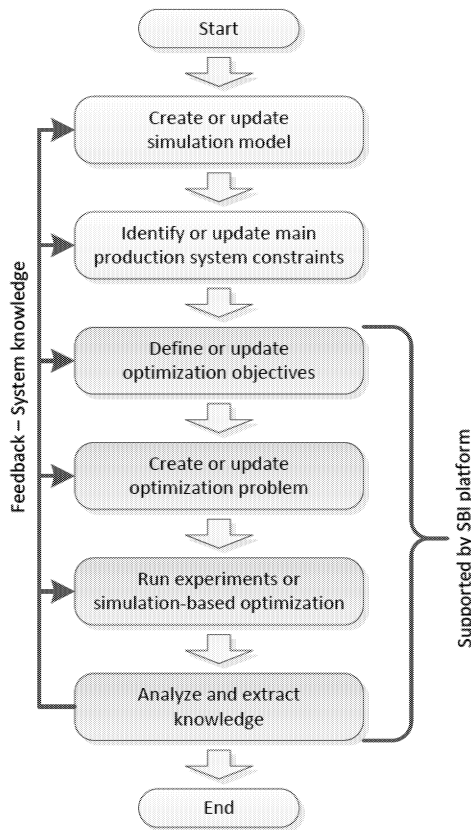 Start
Create or update
simulation model
Identify or update main
production system constraints
Define or update
optimization objectives
Create or update
optimization problem
Run experiments or
simulation-based optimization
Analyze and extract
knowledge
End
Feedback – System knowledge
Supported by SBI platform